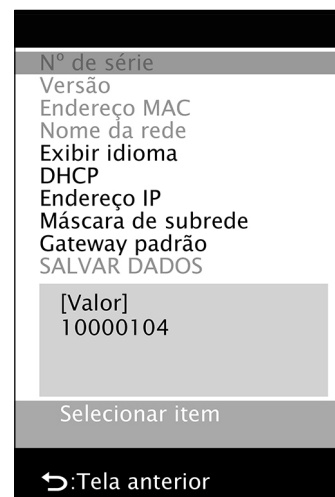 Nº de série
Versão
Endereço MAC
Nome da rede
Exibir idioma
DHCP
Endereço IP
Máscara de subrede
Gateway padrão
SALVAR DADOS
[Valor]
10000104
Selecionar item
⮌:Tela anterior